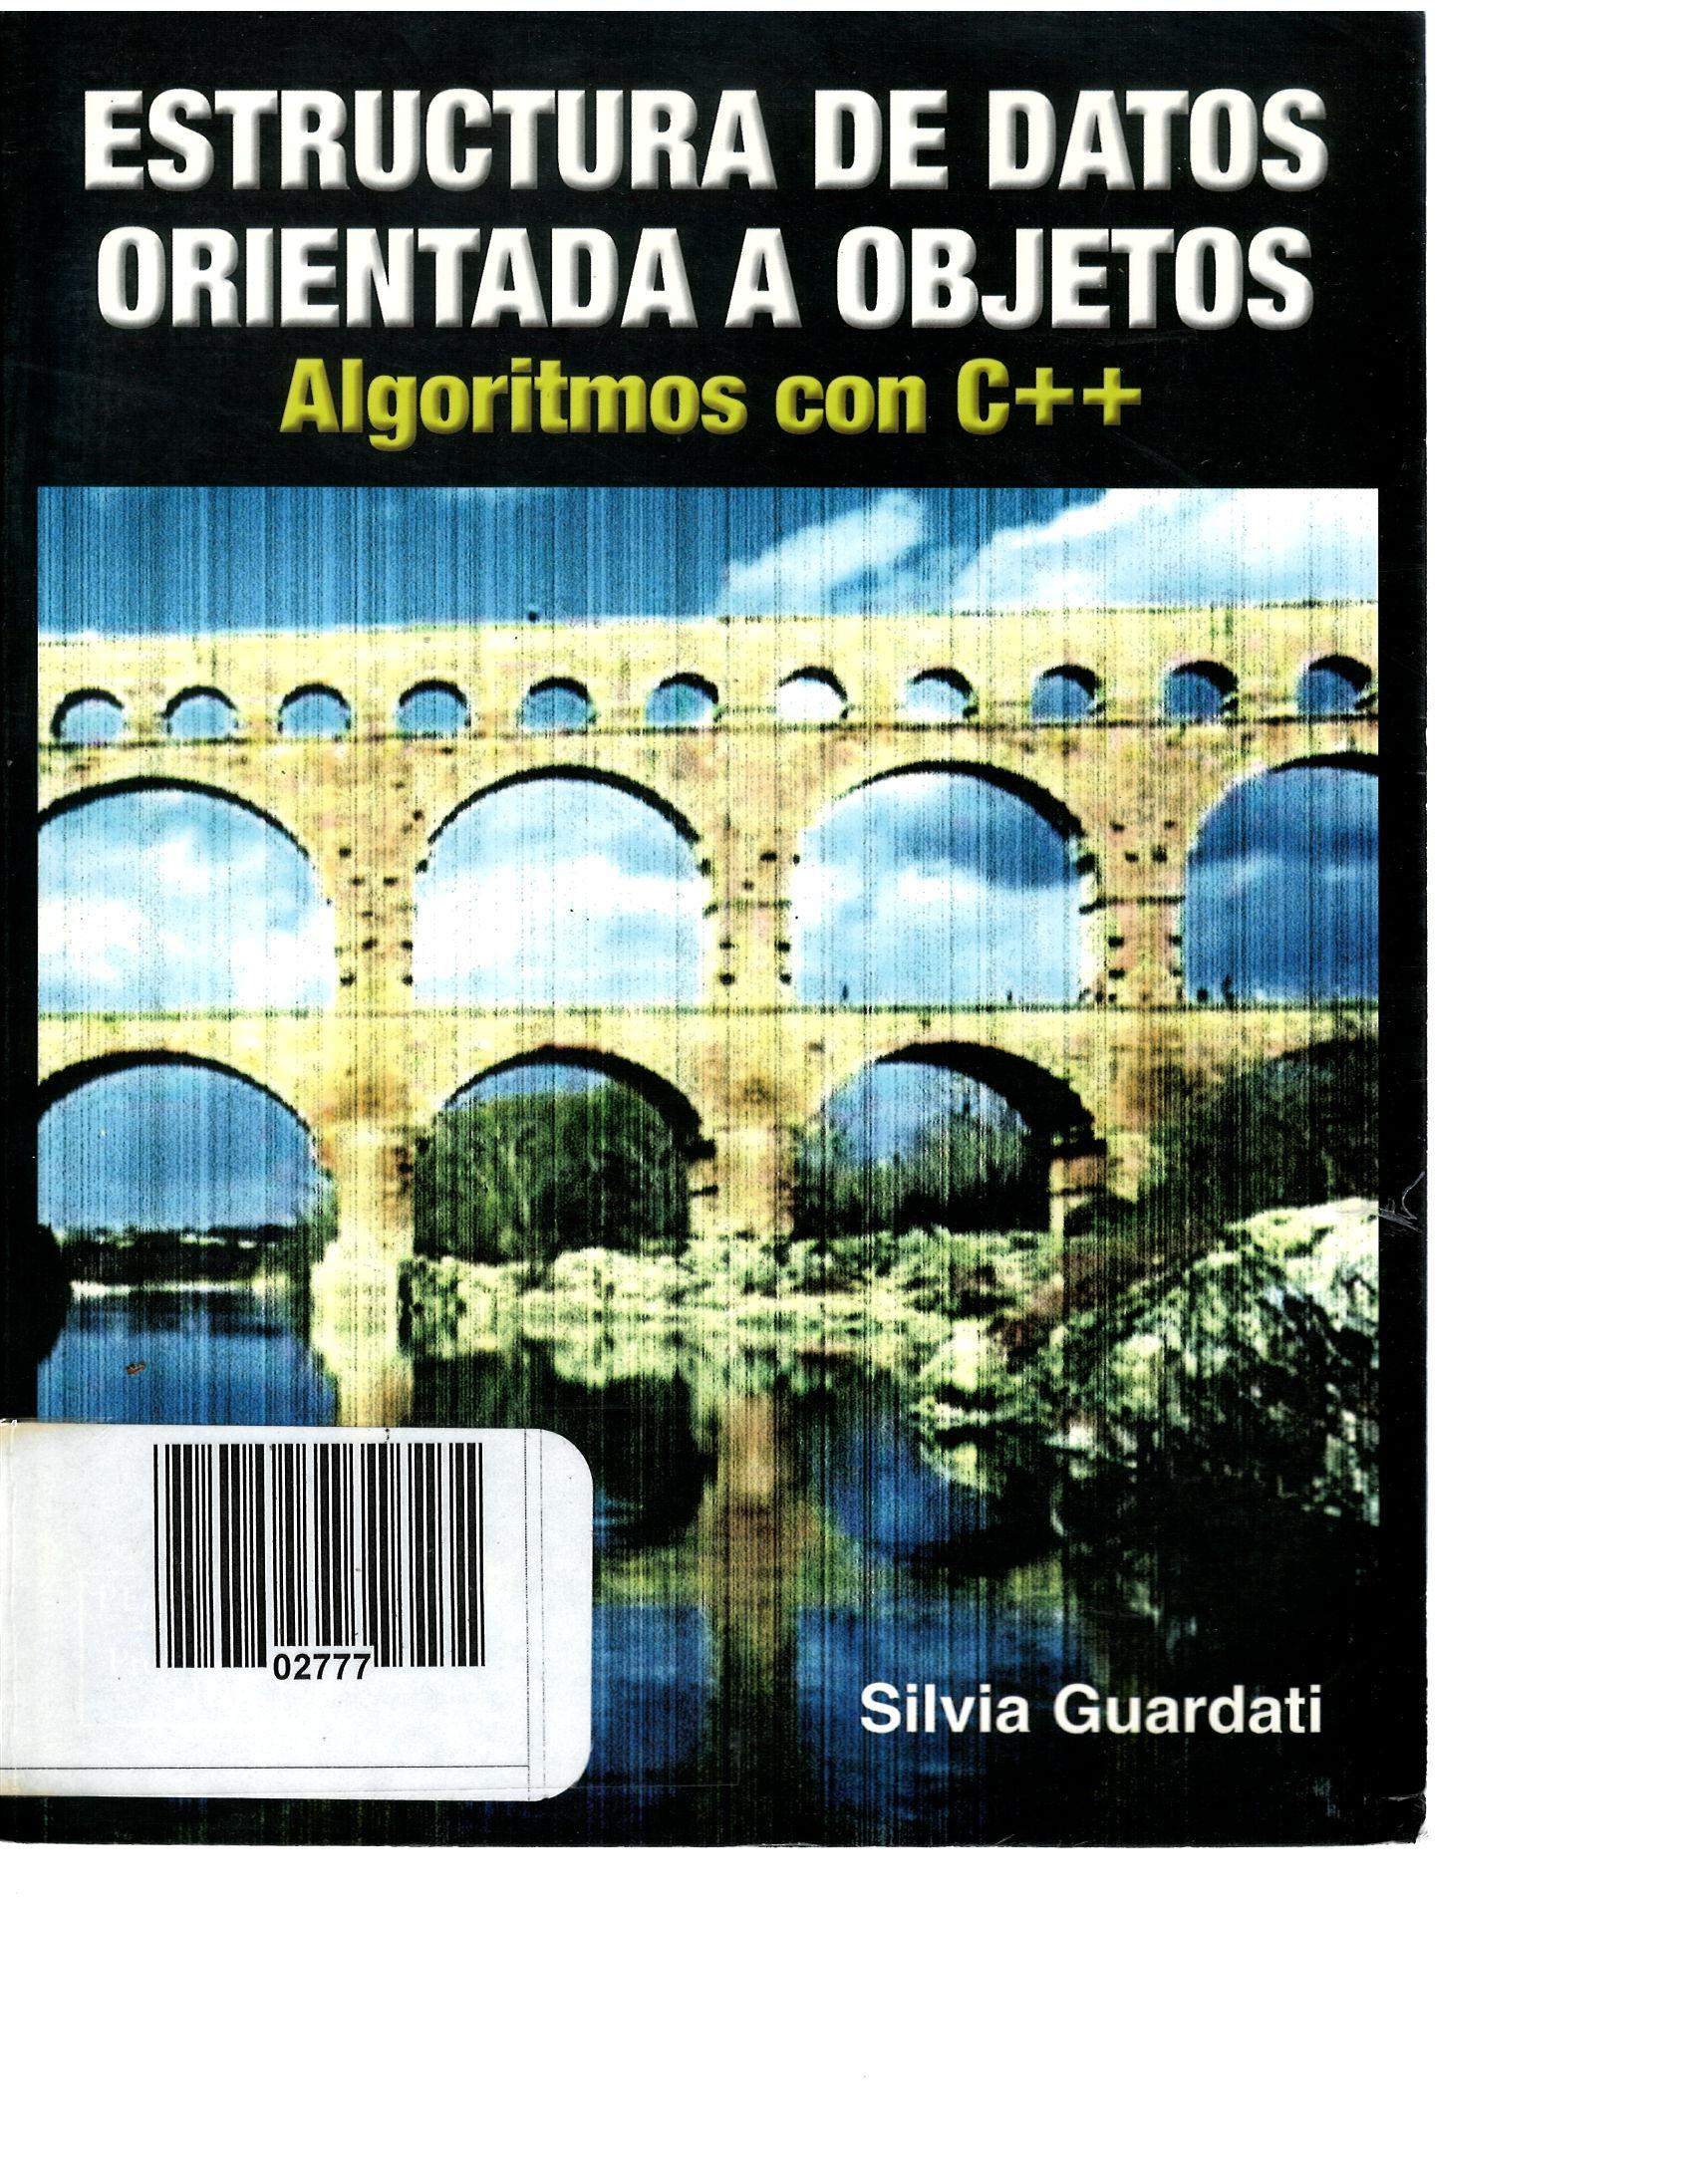 ESTRUCTURA DE DATOS
ORIENTADA A OBJETOS
Algoritmos con C++
02777
Silvia Guardati